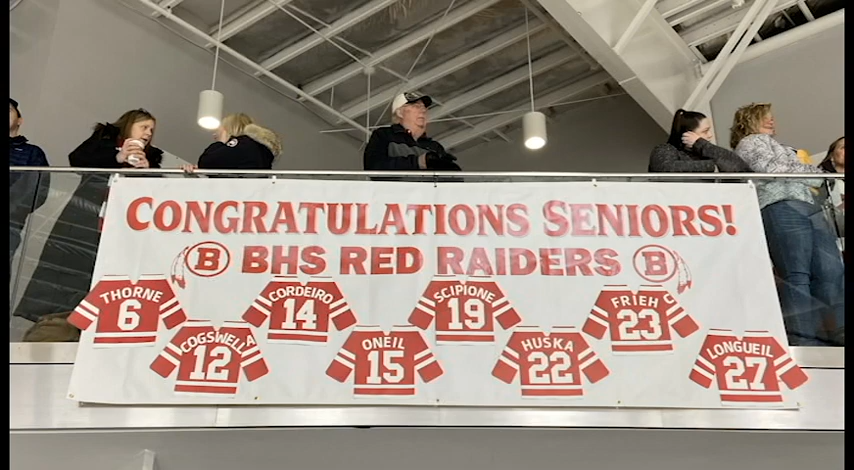 CONGRATULATIONS SENIORS!
B BHS RED RAIDERS B
THORNE
6
COGSWELL
12
CORDEIRO
14
ONEIL
15
SCIPIONE
19
HUSKA
22
FRIEH C
23
LONGUEIL
27